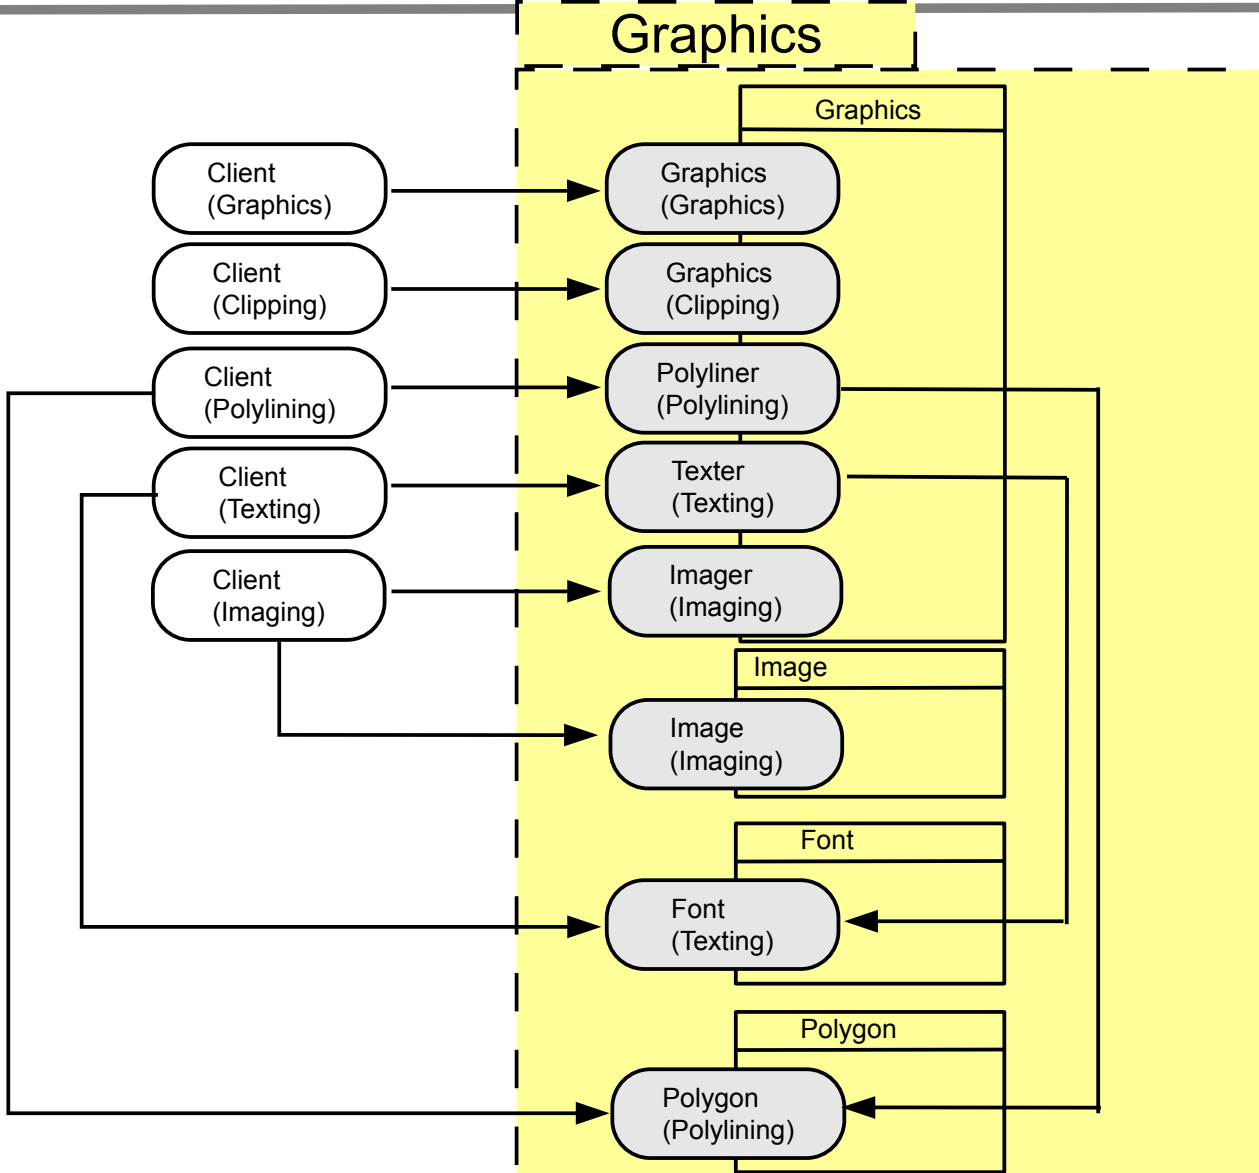 Graphics
Graphics
Client
(Graphics)
Graphics
(Graphics)
Client
(Clipping)
Graphics
(Clipping)
Client
(Polylining)
Polyliner
(Polylining)
Client
(Texting)
Texter
(Texting)
Client
(Imaging)
Imager
(Imaging)
Image
Image
(Imaging)
Font
Font
(Texting)
Polygon
Polygon
(Polylining)